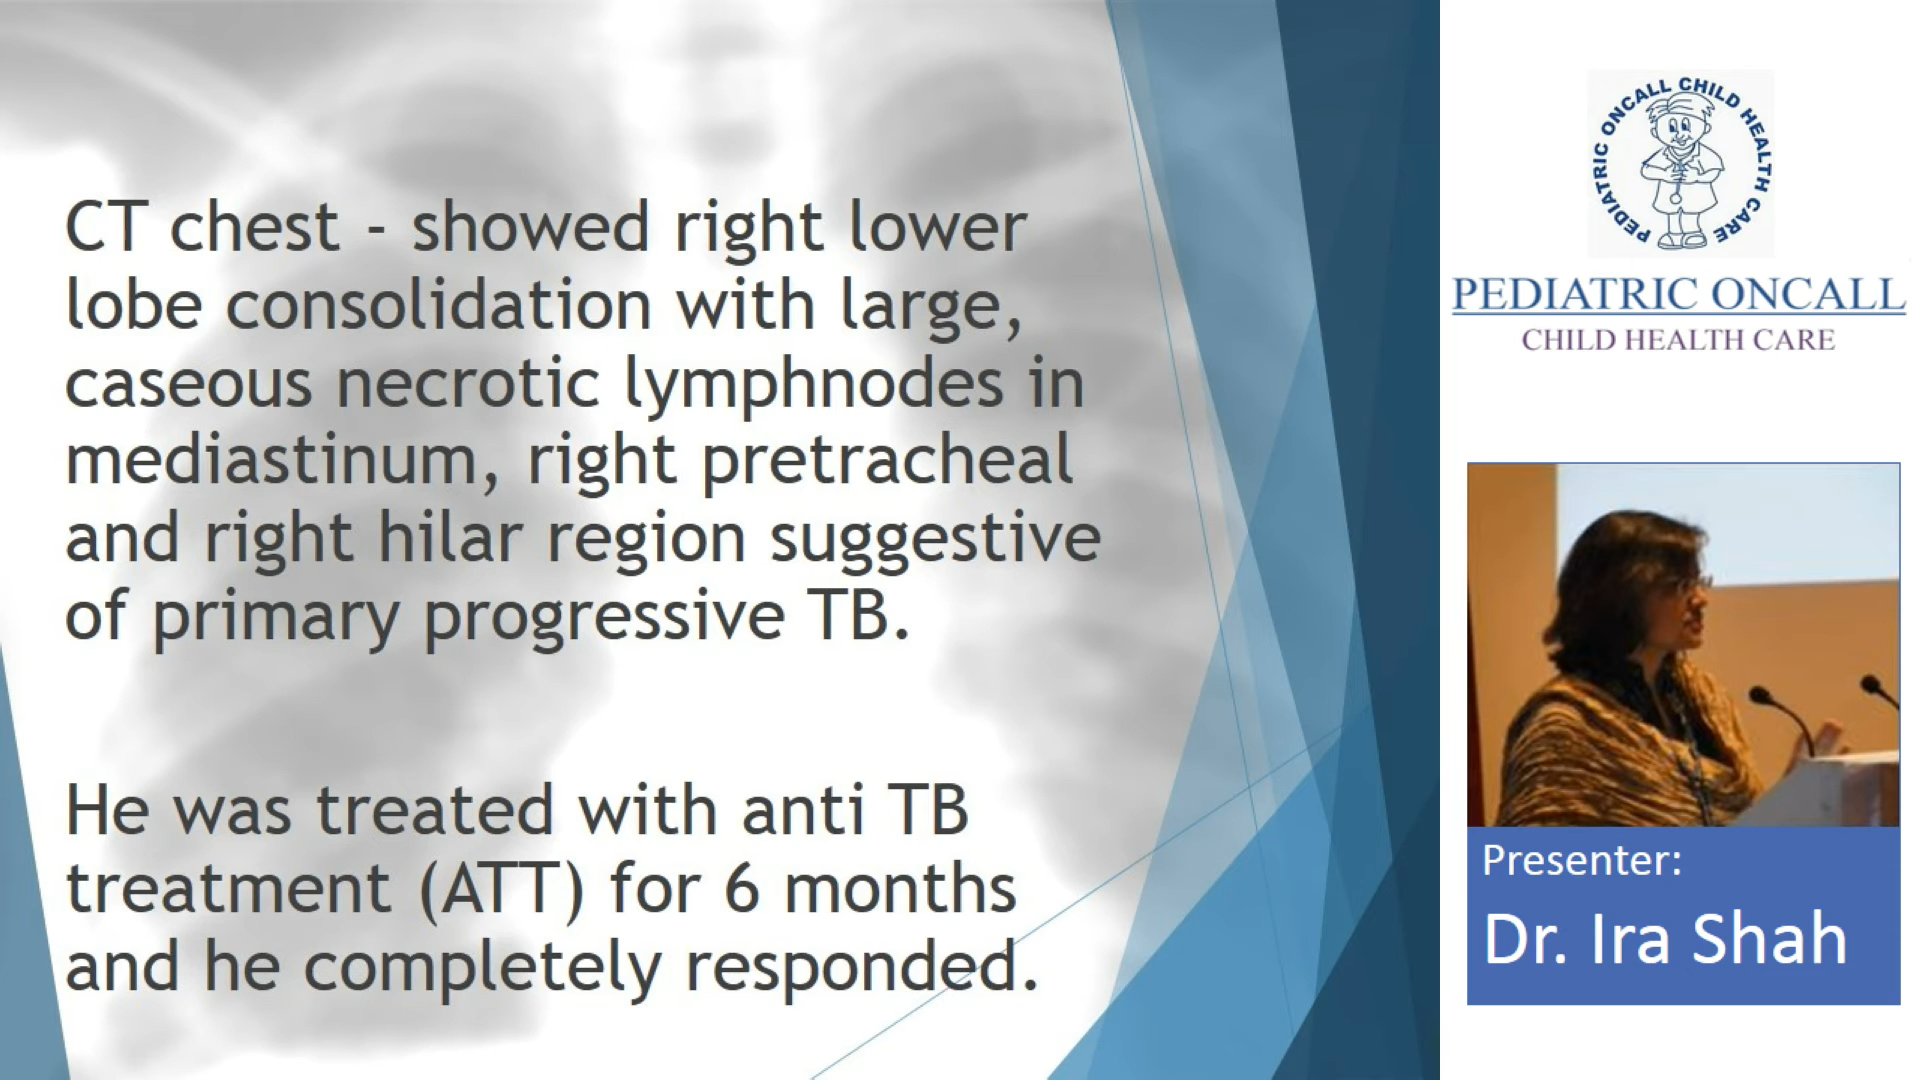 CT chest - showed right lower
lobe consolidation with large,
caseous necrotic lymphnodes in
mediastinum, right pretracheal
and right hilar region suggestive
of primary progressive TB.
He was treated with anti TB
treatment (ATT) for 6 months
and he completely responded.
PEDIATRIC ONCALL CHILD HEALTH CARE
PEDIATRIC ONCALL
CHILD HEALTH CARE
Presenter:
Dr. Ira Shah